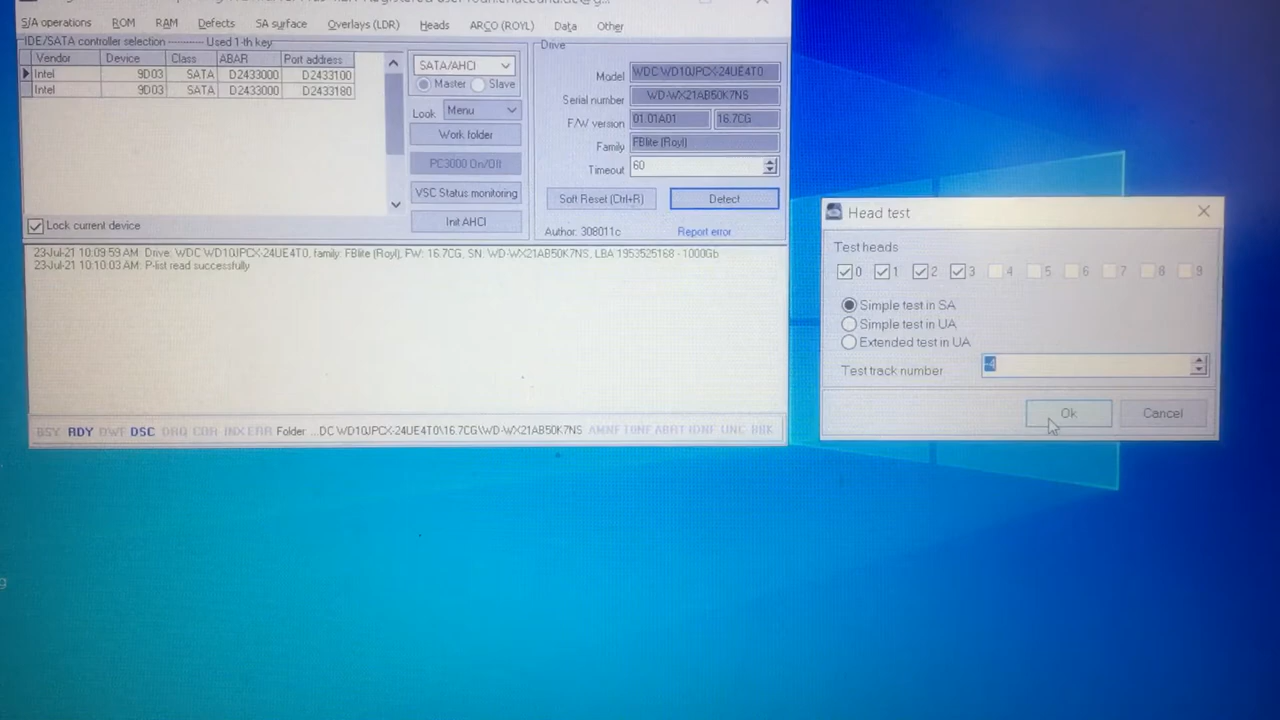 S/A operations ROM RAM Defects SA surface Overlays (LDR) Heads ARCO (ROYL) Data Other
IDE/SATA controller selection Used 1-th key
Vendor Device Class ABAR Port address
Intel 9D03 SATA D2433000 D2433100
Intel 9D03 SATA D2433000 D2433180
Lock current device
SATA/AHCI
Master Slave
Look Menu
Work folder
PC3000 On/Off
VSC Status monitoring
Init AHCI
Drive
Model WDC WD10JPCX-24UE4T0
Serial number WD-WX21AB50K7NS
F/W version 01.01A01 16.7CG
Family FBlite (Royl)
Timeout 60
Soft Reset (Ctrl+R) Detect
Author: 308011c Report error
23-Jul-21 10:09:59 AM: Drive: WDC WD10JPCX-24UE4T0, family: FBlite (Royl), FW: 16.7CG, SN: WD-WX21AB50K7NS, LBA 1953525168 - 1000Gb
23-Jul-21 10:10:03 AM: P-list read successfully
BSY RDY DWF DSC DRQ CDR INX ERR Folder ...DC WD10JPCX-24UE4T0\16.7CG\WD-WX21AB50K7NS AMNF T0NF ABRT IDNF UNC BBK
Head test
Test heads
0 1 2 3 4 5 6 7 8 9
Simple test in SA
Simple test in UA
Extended test in UA
Test track number
Ok Cancel